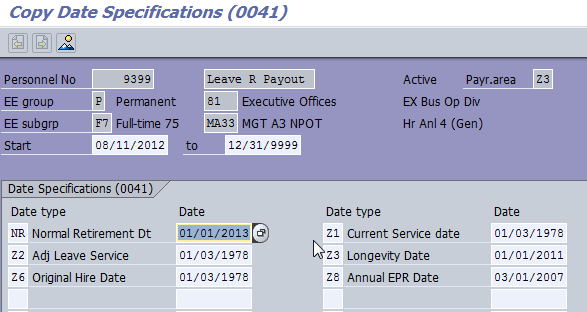 Copy Date Specifications (0041)
Personnel No 9399 Leave R Payout Active Payr.area Z3
EE group P Permanent 81 Executive Offices EX Bus Op Div
EE subgrp F7 Full-time 75 MA33 MGT A3 NPOT Hr Anl 4 (Gen)
Start 08/11/2012 to 12/31/9999
Date Specifications (0041)
Date type Date Date type Date
NR Normal Retirement Dt 01/01/2013 Z1 Current Service date 01/03/1978
Z2 Adj Leave Service 01/03/1978 Z3 Longevity Date 01/01/2011
Z6 Original Hire Date 01/03/1978 Z8 Annual EPR Date 03/01/2007